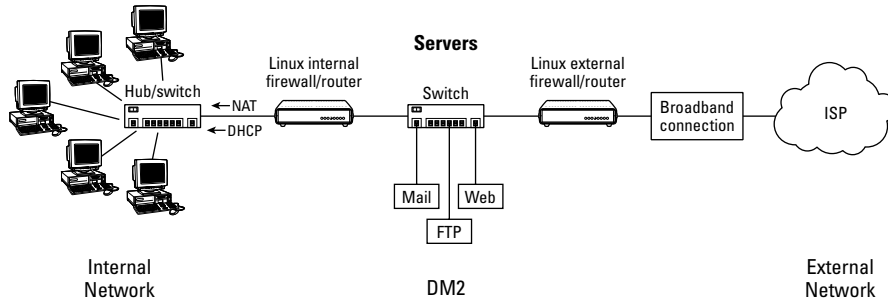 Servers
Linux internal
firewall/router
Linux external
firewall/router
Hub/switch
Switch
←NAT
←DHCP
Broadband
connection
ISP
Mail
Web
FTP
Internal
Network
DM2
External
Network